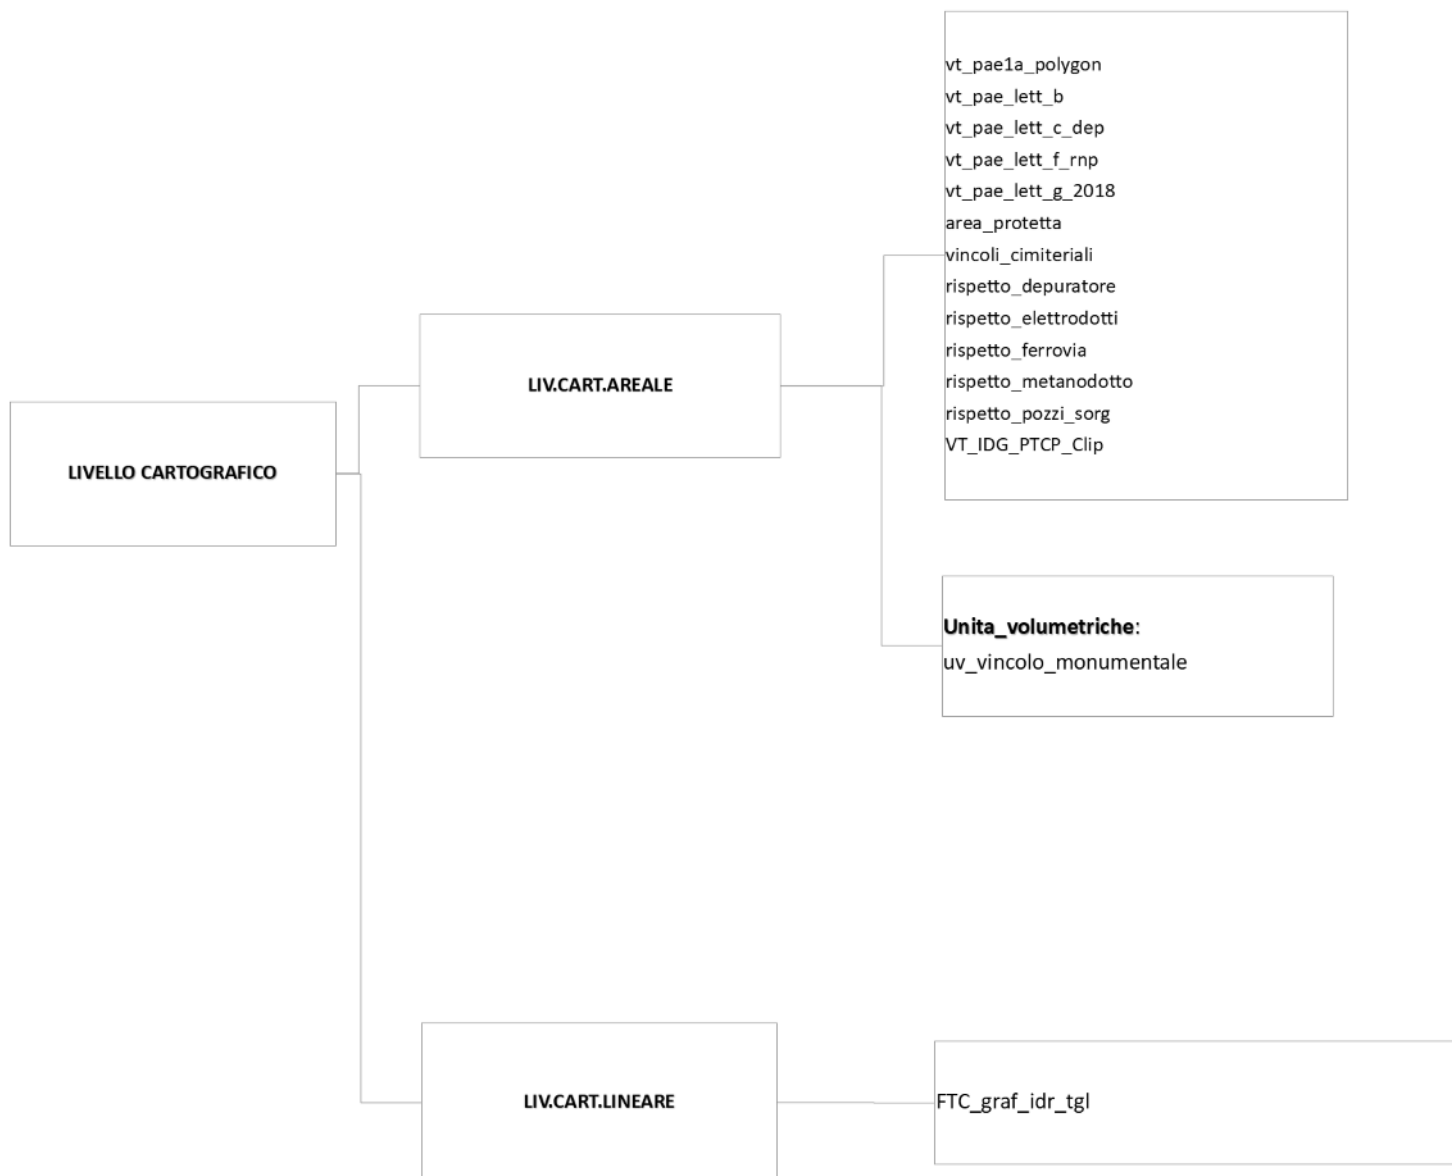 LIVELLO CARTOGRAFICO
LIV.CART.AREALE
vt_pae1a_polygon
vt_pae_lett_b
vt_pae_lett_c_dep
vt_pae_lett_f_rnp
vt_pae_lett_g_2018
area_protetta
vincoli_cimiteriali
rispetto_depuratore
rispetto_elettrodotti
rispetto_ferrovia
rispetto_metanodotto
rispetto_pozzi_sorg
VT_IDG_PTCP_Clip
Unita_volumetriche:
uv_vincolo_monumentale
LIV.CART.LINEARE
FTC_graf_idr_tgl